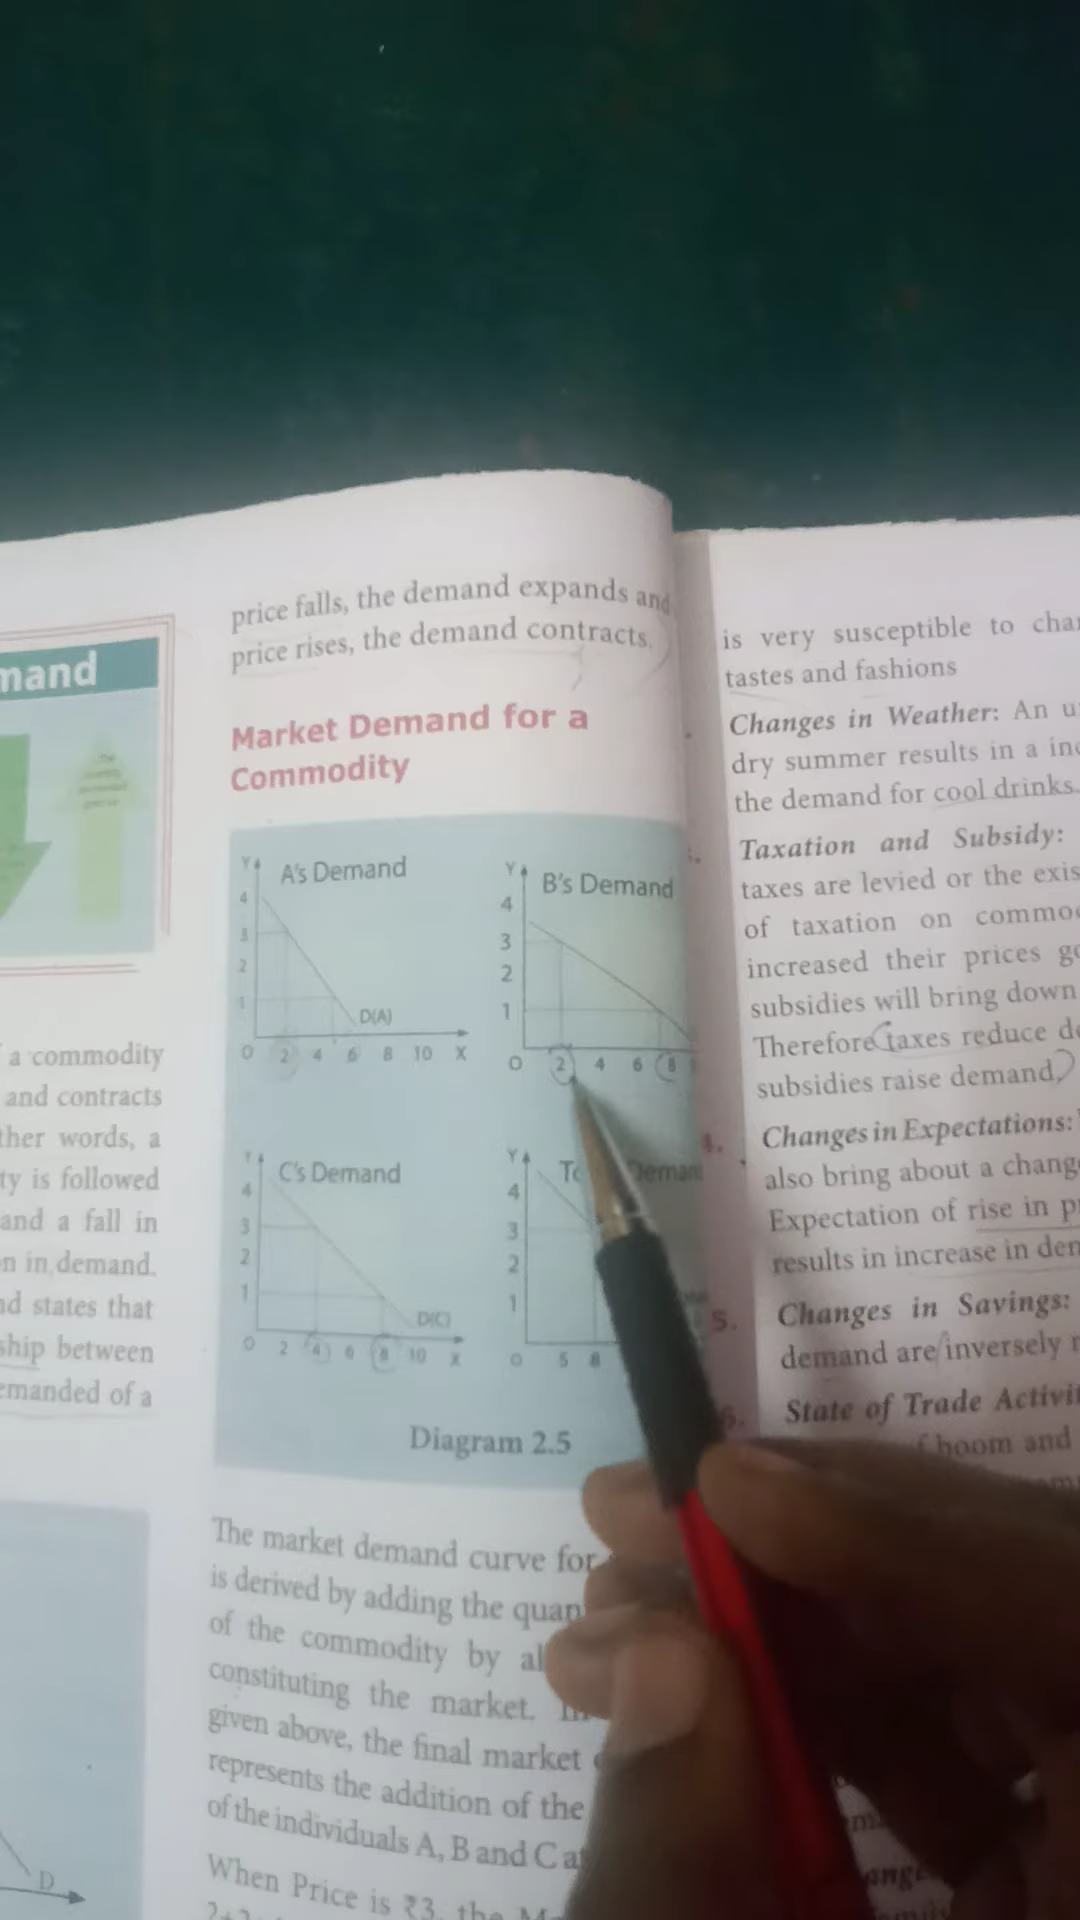 mand
a commodity
and contracts
ther words, a
ty is followed
and a fall in
n in demand.
nd states that
ship between
emanded of a
D
price falls, the demand expands and
price rises, the demand contracts.
Market Demand for a
Commodity
Y
A's Demand
4
3
2
1
D(A)
O 2 4 6 8 10 X
Y
B's Demand
4
3
2
1
O 2 4 6 8
Y
C's Demand
4
3
2
1
D(C)
O 2 4 6 8 10 X
Y
Deman
4
3
2
1
O 5 8
Diagram 2.5
The market demand curve for
is derived by adding the quan
of the commodity by al
constituting the market.
given above, the final market
represents the addition of the
of the individuals A, B and C a
When Price is ₹3, the
is very susceptible to cha
tastes and fashions
Changes in Weather: An u
dry summer results in a inc
the demand for cool drinks.
Taxation and Subsidy:
taxes are levied or the exis
of taxation on commo
increased their prices go
subsidies will bring down
Therefore taxes reduce d
subsidies raise demand
4. Changes in Expectations:
also bring about a chang
Expectation of rise in p
results in increase in den
5. Changes in Savings:
demand are inversely r
6. State of Trade Activi
boom and